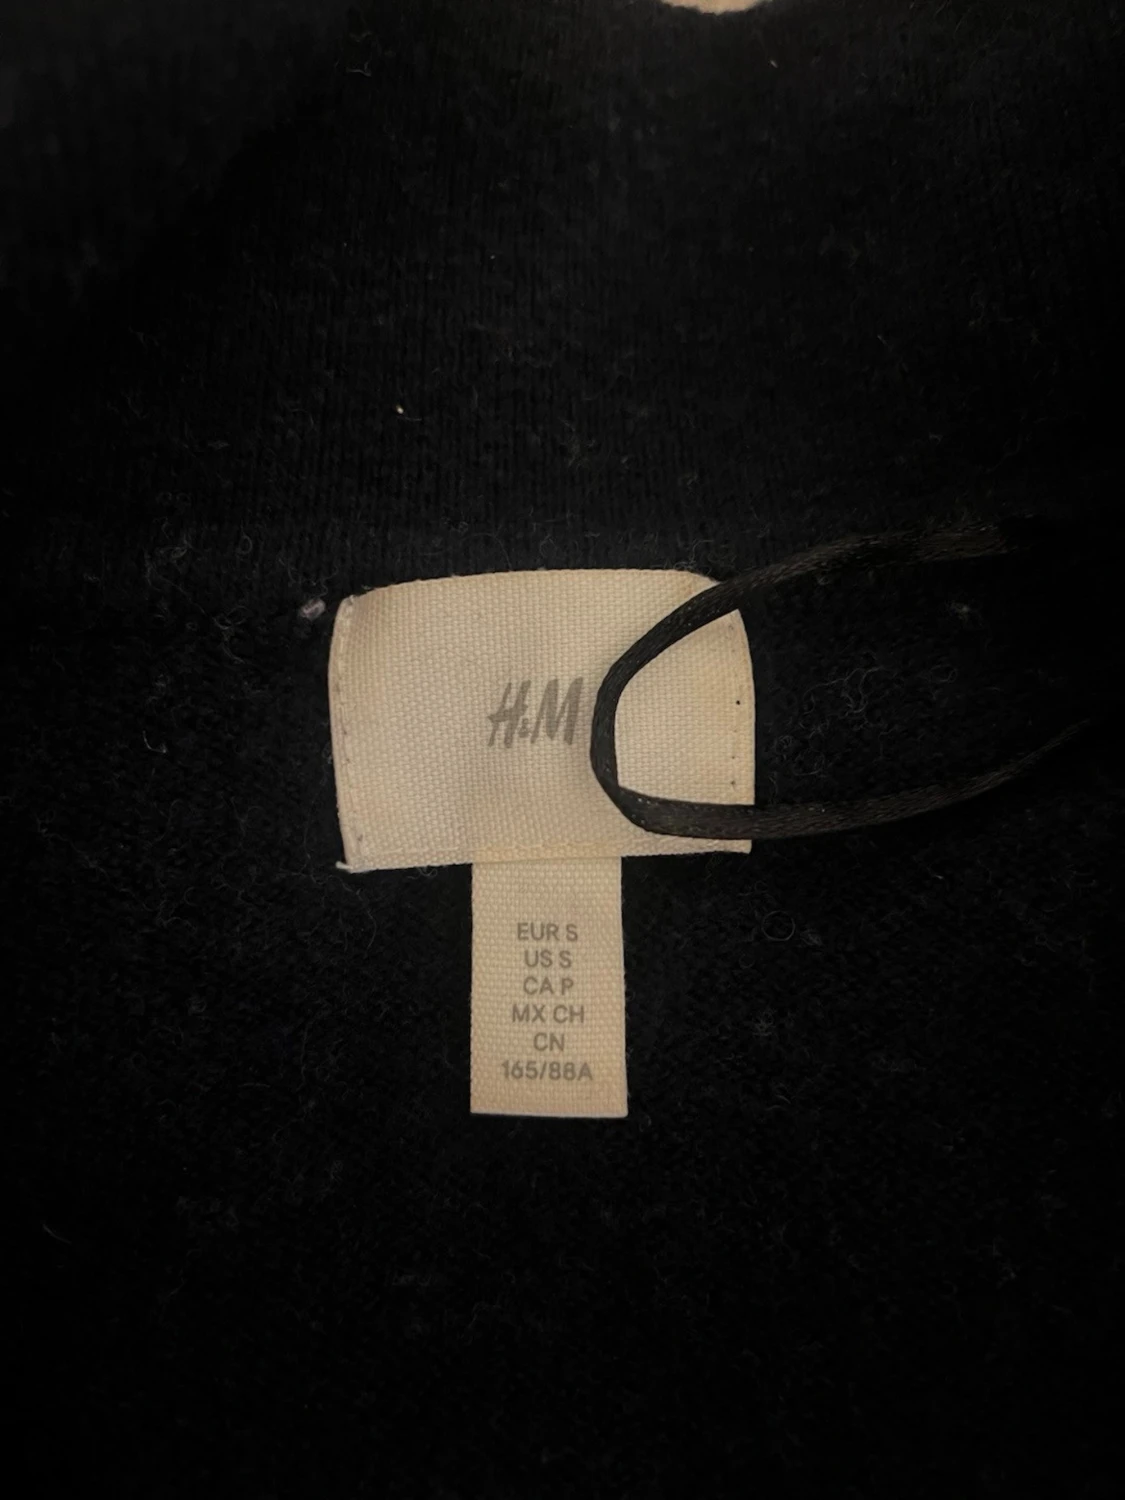 H&M
EUR S
US S
CA P
MX CH
CN
165/88A